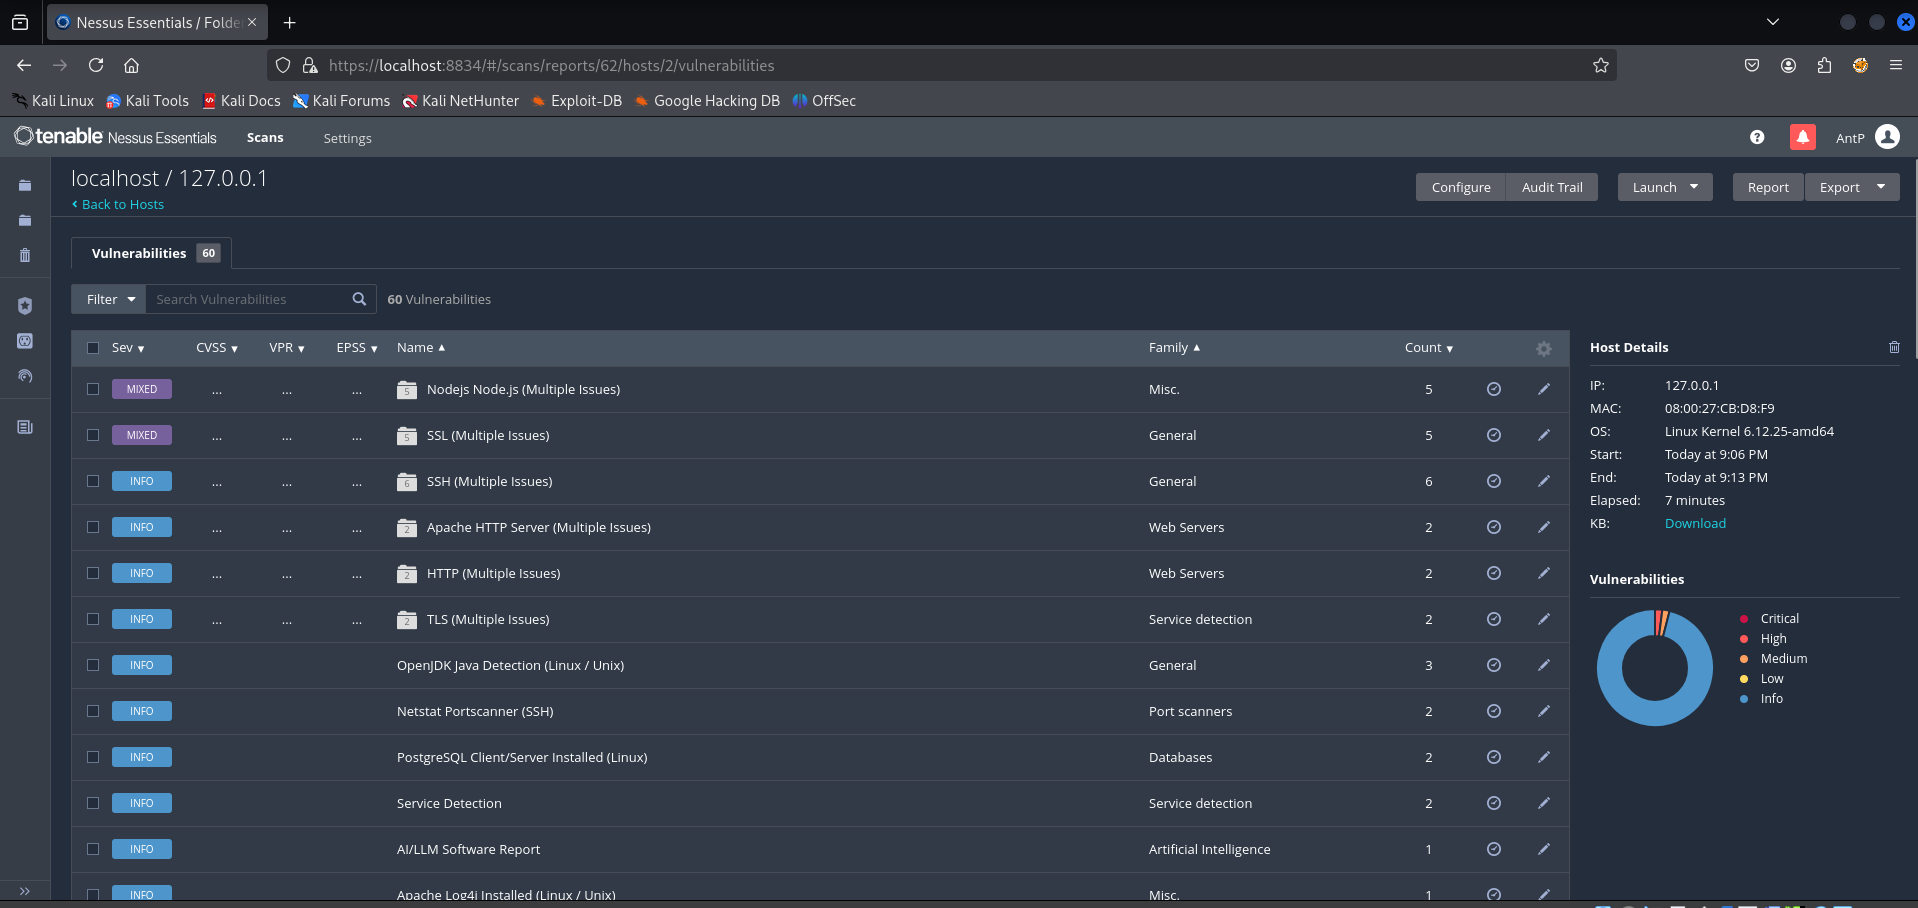 Nessus Essentials / Folde
https://localhost:8834/#/scans/reports/62/hosts/2/vulnerabilities
Kali Linux Kali Tools Kali Docs Kali Forums Kali NetHunter Exploit-DB Google Hacking DB OffSec
tenable Nessus Essentials Scans Settings AntP
localhost / 127.0.0.1
Back to Hosts
Configure Audit Trail Launch Report Export
Vulnerabilities 60
Filter Search Vulnerabilities 60 Vulnerabilities
Sev CVSS VPR EPSS Name Family Count
MIXED ... ... ... 5 Nodejs Node.js (Multiple Issues) Misc. 5
MIXED ... ... ... 5 SSL (Multiple Issues) General 5
INFO ... ... ... 6 SSH (Multiple Issues) General 6
INFO ... ... ... 2 Apache HTTP Server (Multiple Issues) Web Servers 2
INFO ... ... ... 2 HTTP (Multiple Issues) Web Servers 2
INFO ... ... ... 2 TLS (Multiple Issues) Service detection 2
INFO OpenJDK Java Detection (Linux / Unix) General 3
INFO Netstat Portscanner (SSH) Port scanners 2
INFO PostgreSQL Client/Server Installed (Linux) Databases 2
INFO Service Detection Service detection 2
INFO AI/LLM Software Report Artificial Intelligence 1
INFO Apache Log4j Installed (Linux / Unix) Misc. 1
Host Details
IP: 127.0.0.1
MAC: 08:00:27:CB:D8:F9
OS: Linux Kernel 6.12.25-amd64
Start: Today at 9:06 PM
End: Today at 9:13 PM
Elapsed: 7 minutes
KB: Download
Vulnerabilities
Critical
High
Medium
Low
Info